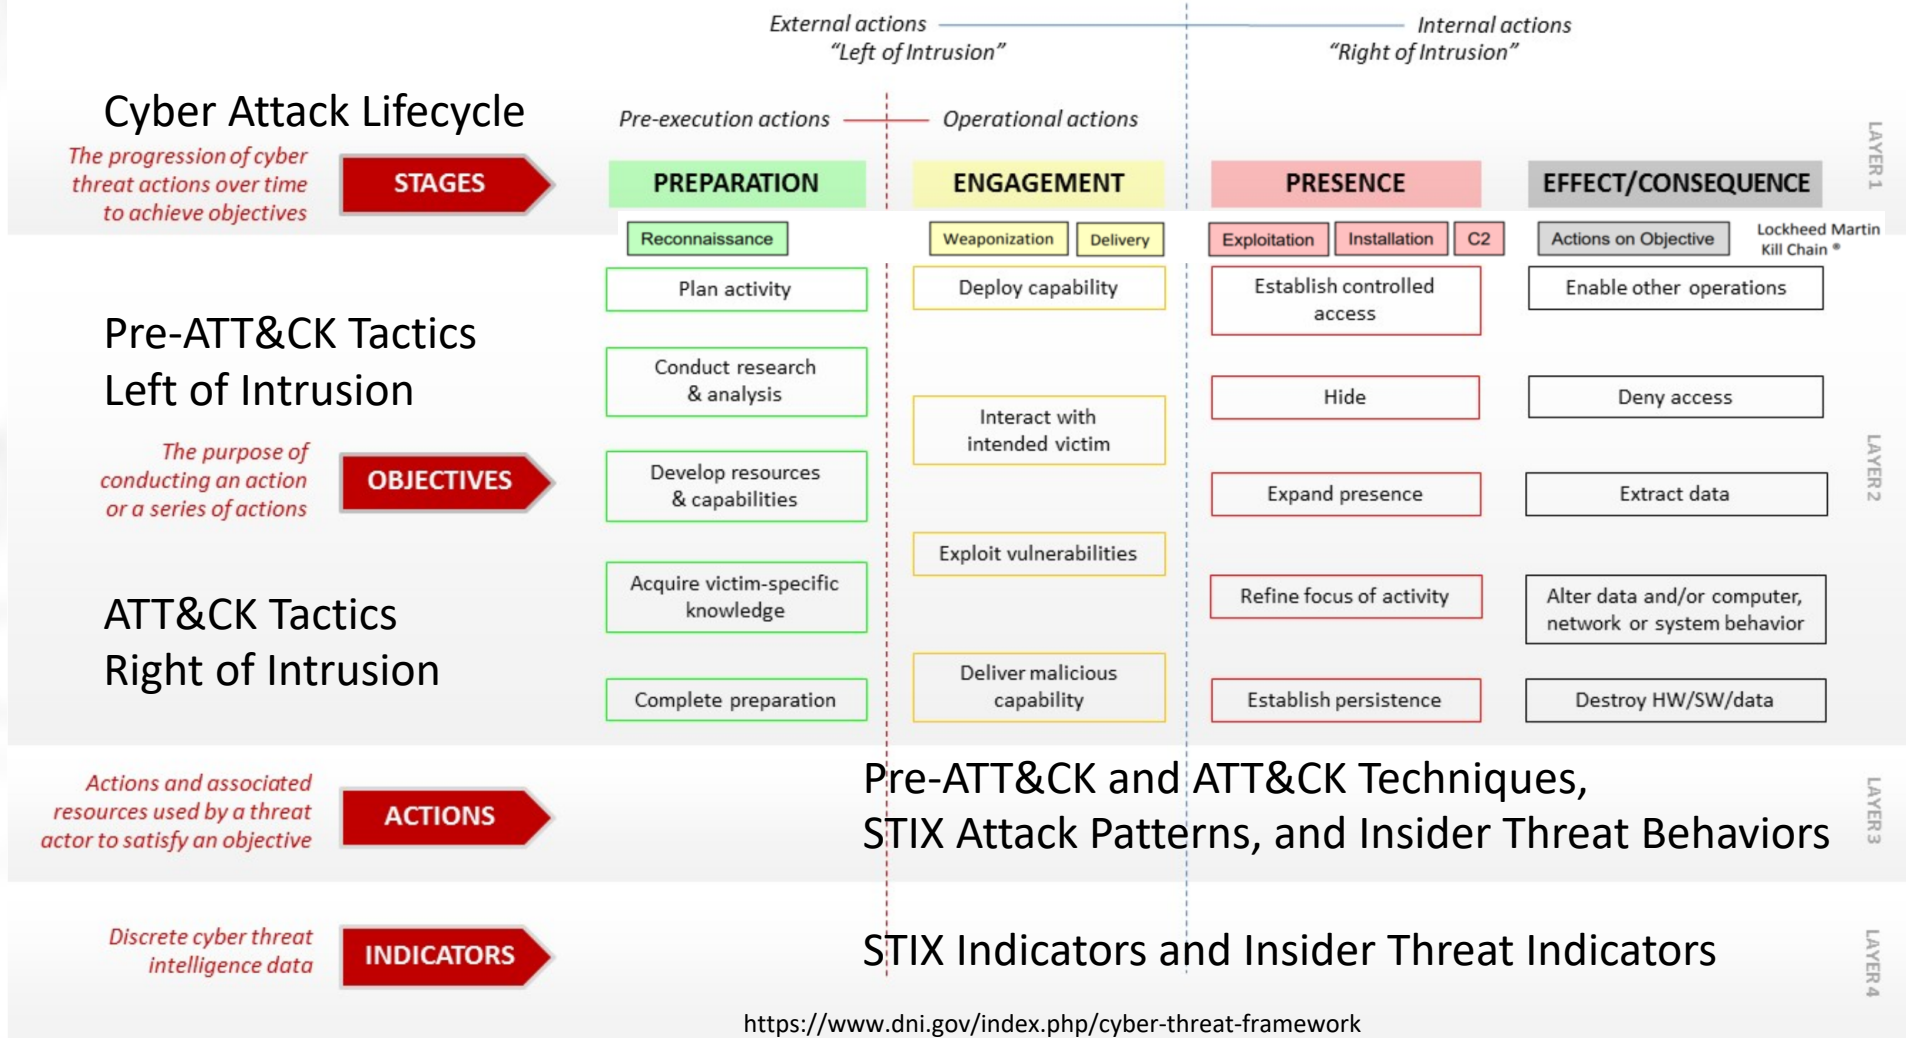 External actions
"Left of Intrusion"
Internal actions
"Right of Intrusion"
Cyber Attack Lifecycle
Pre-execution actions
Operational actions
The progression of cyber
threat actions over time
to achieve objectives
STAGES
PREPARATION
ENGAGEMENT
PRESENCE
EFFECT/CONSEQUENCE
LAYER 1
Reconnaissance
Weaponization
Delivery
Exploitation
Installation
C2
Actions on Objective
Lockheed Martin
Kill Chain ®
Pre-ATT&CK Tactics
Left of Intrusion
The purpose of
conducting an action
or a series of actions
OBJECTIVES
ATT&CK Tactics
Right of Intrusion
Plan activity
Conduct research
& analysis
Develop resources
& capabilities
Acquire victim-specific
knowledge
Complete preparation
Deploy capability
Interact with
intended victim
Exploit vulnerabilities
Deliver malicious
capability
Establish controlled
access
Hide
Expand presence
Refine focus of activity
Establish persistence
Enable other operations
Deny access
Extract data
Alter data and/or computer,
network or system behavior
Destroy HW/SW/data
LAYER 2
Actions and associated
resources used by a threat
actor to satisfy an objective
ACTIONS
Pre-ATT&CK and ATT&CK Techniques,
STIX Attack Patterns, and Insider Threat Behaviors
LAYER 3
Discrete cyber threat
intelligence data
INDICATORS
STIX Indicators and Insider Threat Indicators
LAYER 4
https://www.dni.gov/index.php/cyber-threat-framework